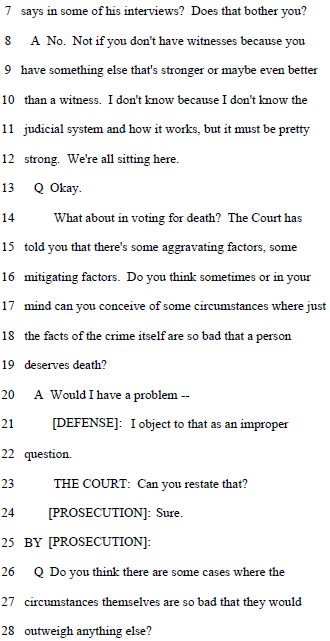 7 says in some of his interviews? Does that bother you?
8 A No. Not if you don't have witnesses because you
9 have something else that's stronger or maybe even better
10 than a witness. I don't know because I don't know the
11 judicial system and how it works, but it must be pretty
12 strong. We're all sitting here.
13 Q Okay.
14 What about in voting for death? The Court has
15 told you that there's some aggravating factors, some
16 mitigating factors. Do you think sometimes or in your
17 mind can you conceive of some circumstances where just
18 the facts of the crime itself are so bad that a person
19 deserves death?
20 A Would I have a problem --
21 [DEFENSE]: I object to that as an improper
22 question.
23 THE COURT: Can you restate that?
24 [PROSECUTION]: Sure.
25 BY [PROSECUTION]:
26 Q Do you think there are some cases where the
27 circumstances themselves are so bad that they would
28 outweigh anything else?